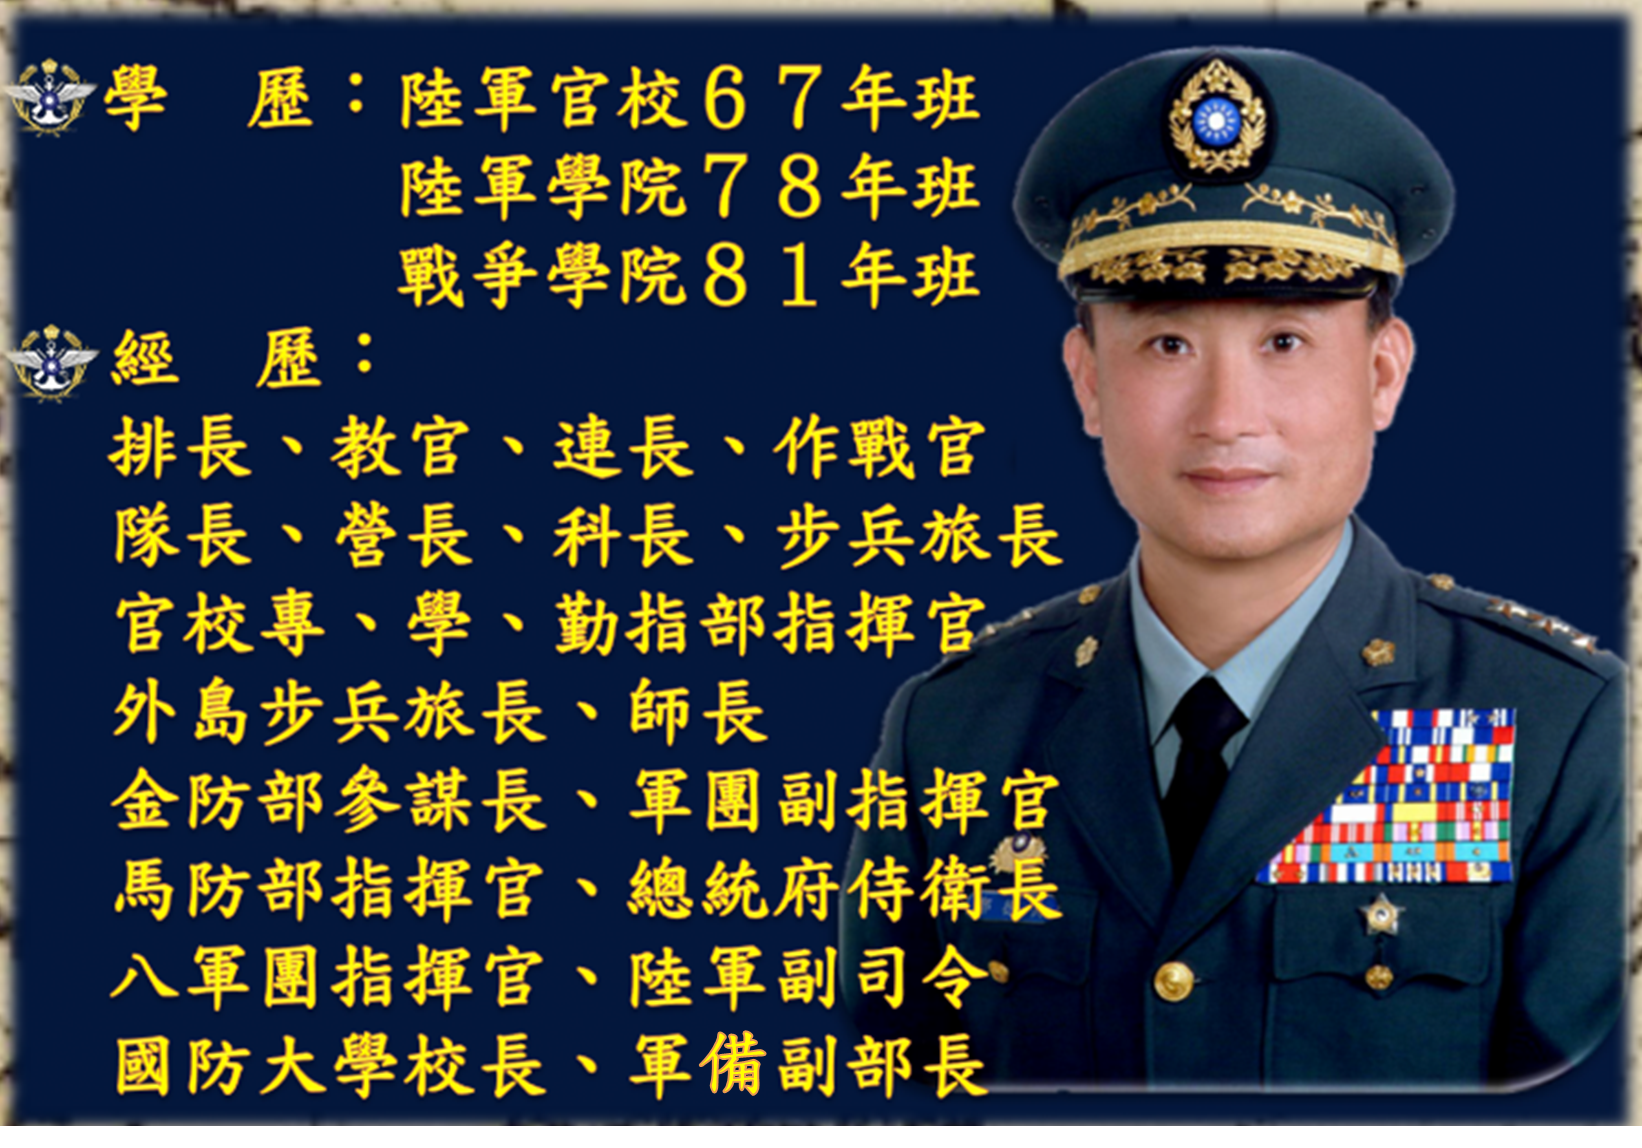 學　歷：陸軍官校６７年班
陸軍學院７８年班
戰爭學院８１年班
經　歷：
排長、教官、連長、作戰官
隊長、營長、科長、步兵旅長
官校專、學、勤指部指揮官
外島步兵旅長、師長
金防部參謀長、軍團副指揮官
馬防部指揮官、總統府侍衛長
八軍團指揮官、陸軍副司令
國防大學校長、軍備副部長